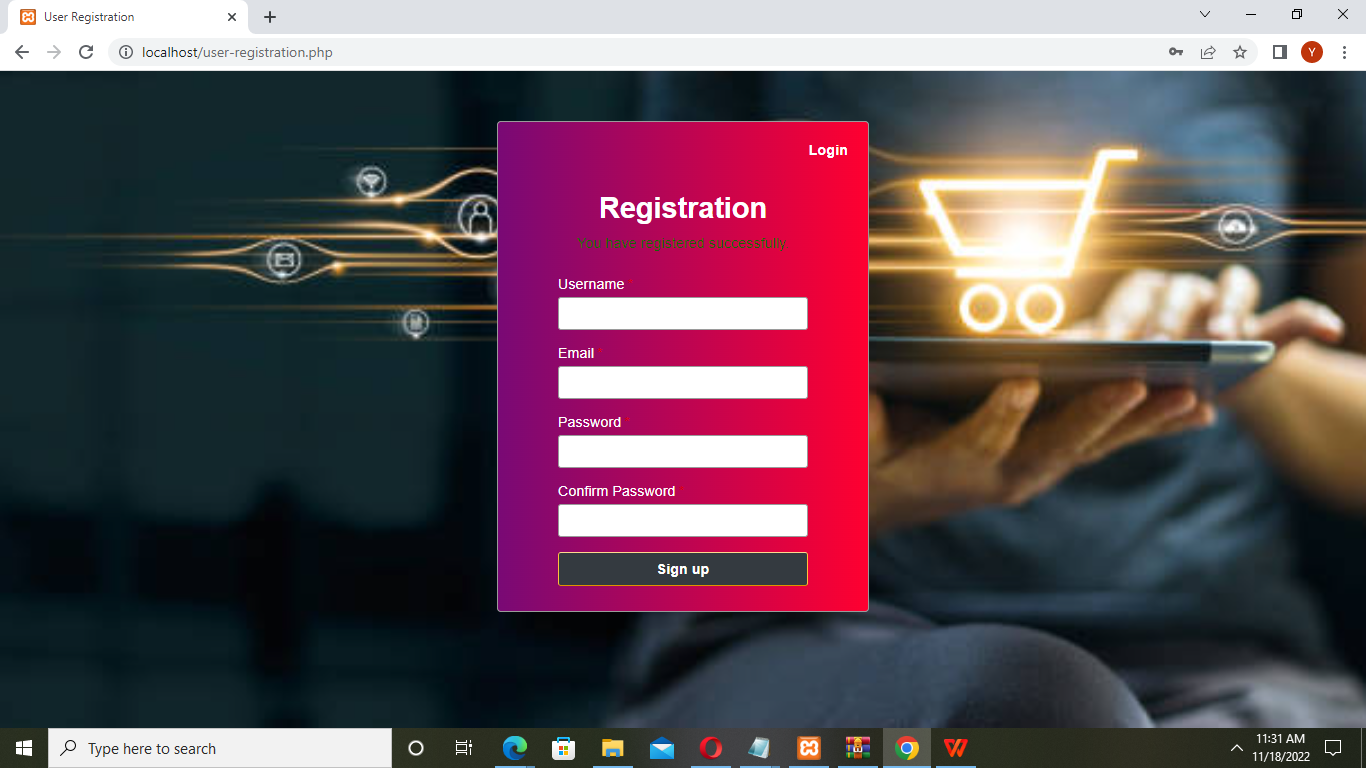 User Registration
localhost/user-registration.php
Y
Login
Registration
You have registered successfully
Username
Email
Password
Confirm Password
Sign up
Type here to search
11:31 AM
11/18/2022